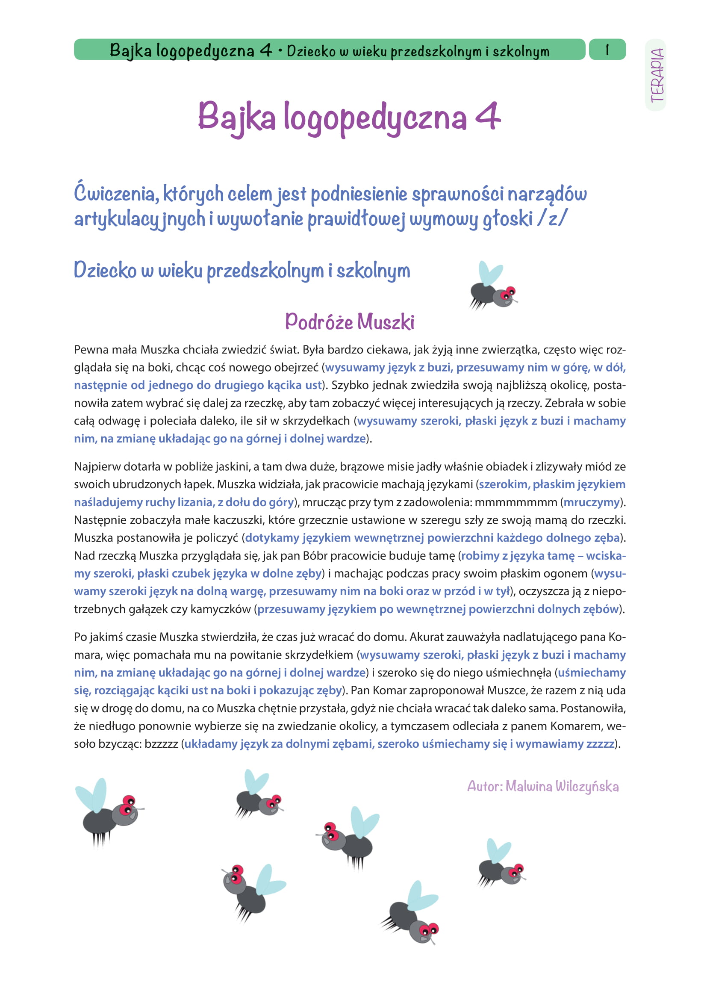 Bajka logopedyczna 4 • Dziecko w wieku przedszkolnym i szkolnym
1
TERAPIA
Bajka logopedyczna 4
Ćwiczenia, których celem jest podniesienie sprawności narządów
artykulacyjnych i wywołanie prawidłowej wymowy głoski /z/
Dziecko w wieku przedszkolnym i szkolnym
Podróże Muszki
Pewna mała Muszka chciała zwiedzić świat. Była bardzo ciekawa, jak żyją inne zwierzątka, często więc roz-
glądała się na boki, chcąc coś nowego obejrzeć (wysuwamy język z buzi, przesuwamy nim w górę, w dół,
następnie od jednego do drugiego kącika ust). Szybko jednak zwiedziła swoją najbliższą okolicę, posta-
nowiła zatem wybrać się dalej za rzeczkę, aby tam zobaczyć więcej interesujących ją rzeczy. Zebrała w sobie
całą odwagę i poleciała daleko, ile sił w skrzydełkach (wysuwamy szeroki, płaski język z buzi i machamy
nim, na zmianę układając go na górnej i dolnej wardze).
Najpierw dotarła w pobliże jaskini, a tam dwa duże, brązowe misie jadły właśnie obiadek i zlizywały miód ze
swoich ubrudzonych łapek. Muszka widziała, jak pracowicie machają językami (szerokim, płaskim językiem
naśladujemy ruchy lizania, z dołu do góry), mrucząc przy tym z zadowolenia: mmmmmmmm (mruczymy).
Następnie zobaczyła małe kaczuszki, które grzecznie ustawione w szeregu szły ze swoją mamą do rzeczki.
Muszka postanowiła je policzyć (dotykamy językiem wewnętrznej powierzchni każdego dolnego zęba).
Nad rzeczką Muszka przyglądała się, jak pan Bóbr pracowicie buduje tamę (robimy z języka tamę – wciska-
my szeroki, płaski czubek języka w dolne zęby) i machając podczas pracy swoim płaskim ogonem (wysu-
wamy szeroki język na dolną wargę, przesuwamy nim na boki oraz w przód i w tył), oczyszcza ją z niepo-
trzebnych gałązek czy kamyczków (przesuwamy językiem po wewnętrznej powierzchni dolnych zębów).
Po jakimś czasie Muszka stwierdziła, że czas już wracać do domu. Akurat zauważyła nadlatującego pana Ko-
mara, więc pomachała mu na powitanie skrzydełkiem (wysuwamy szeroki, płaski język z buzi i machamy
nim, na zmianę układając go na górnej i dolnej wardze) i szeroko się do niego uśmiechnęła (uśmiechamy
się, rozciągając kąciki ust na boki i pokazując zęby). Pan Komar zaproponował Muszce, że razem z nią uda
się w drogę do domu, na co Muszka chętnie przystała, gdyż nie chciała wracać tak daleko sama. Postanowiła,
że niedługo ponownie wybierze się na zwiedzanie okolicy, a tymczasem odleciała z panem Komarem, we-
soło bzycząc: bzzzzz (układamy język za dolnymi zębami, szeroko uśmiechamy się i wymawiamy zzzzz).
Autor: Malwina Wilczyńska